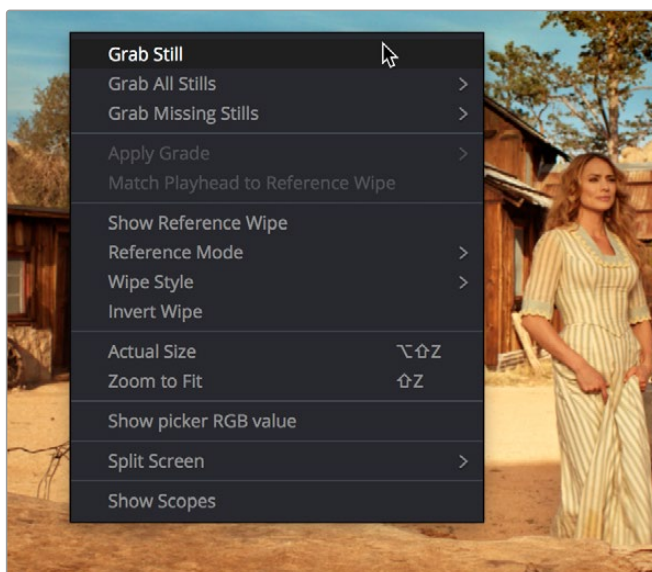 Grab Still
Grab All Stills
Grab Missing Stills
Apply Grade
Match Playhead to Reference Wipe
Show Reference Wipe
Reference Mode
Wipe Style
Invert Wipe
Actual Size ⌥⇧Z
Zoom to Fit ⇧Z
Show picker RGB value
Split Screen
Show Scopes